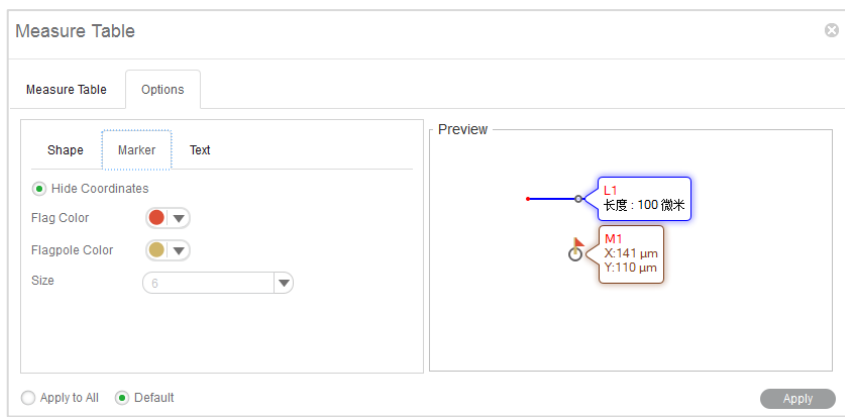 Measure Table
Measure Table Options
Shape Marker Text
Hide Coordinates
Flag Color
Flagpole Color
Size 6
Preview
L1
长度 : 100 微米
M1
X:141 µm
Y:110 µm
Apply to All Default
Apply